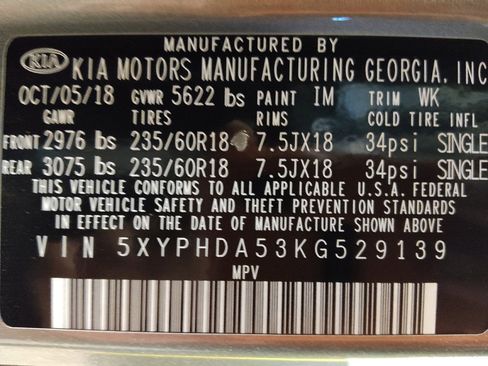 MANUFACTURED BY
KIA KIA MOTORS MANUFACTURING GEORGIA, INC
OCT/05/18 GVWR 5622 lbs PAINT IM TRIM WK
GAWR TIRES RIMS COLD TIRE INFL
FRONT 2976 lbs 235/60R18 7.5JX18 34psi SINGLE
REAR 3075 lbs 235/60R18 7.5JX18 34psi SINGLE
THIS VEHICLE CONFORMS TO ALL APPLICABLE U.S.A. FEDERAL
MOTOR VEHICLE SAFETY AND THEFT PREVENTION STANDARDS
IN EFFECT ON THE DATE OF MANUFACTURE SHOWN ABOVE
VIN 5XYPHDA53KG529139
MPV